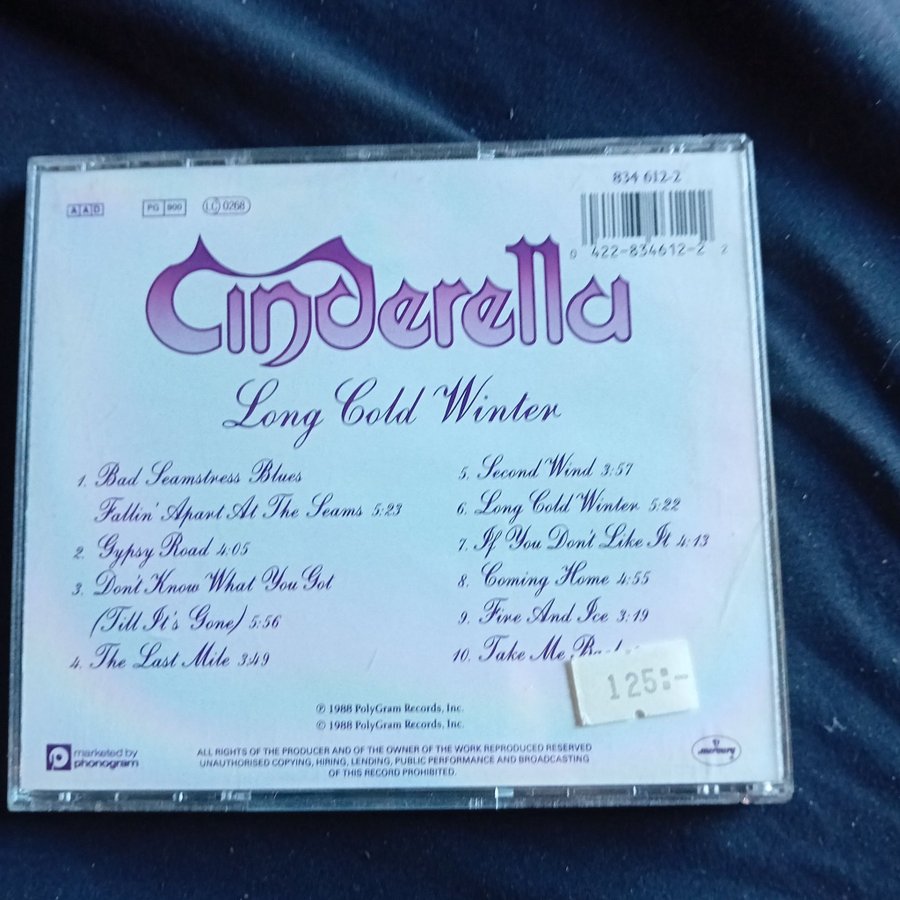 834 612-2
AAD
PG 900
LC 0268
0 422-834612-2 2
Cinderella
Long Cold Winter
1. Bad Seamstress Blues
Fallin' Apart At The Seams 5:23
2. Gypsy Road 4:05
3. Don't Know What You Got
(Till It's Gone) 5:56
4. The Last Mile 3:49
5. Second Wind 3:57
6. Long Cold Winter 5:22
7. If You Don't Like It 4:13
8. Coming Home 4:55
9. Fire And Ice 3:19
10. Take Me
125:-
℗ 1988 PolyGram Records, Inc.
© 1988 PolyGram Records, Inc.
marketed by
phonogram
ALL RIGHTS OF THE PRODUCER AND OF THE OWNER OF THE WORK REPRODUCED RESERVED
UNAUTHORISED COPYING, HIRING, LENDING, PUBLIC PERFORMANCE AND BROADCASTING
OF THIS RECORD PROHIBITED.
mercury